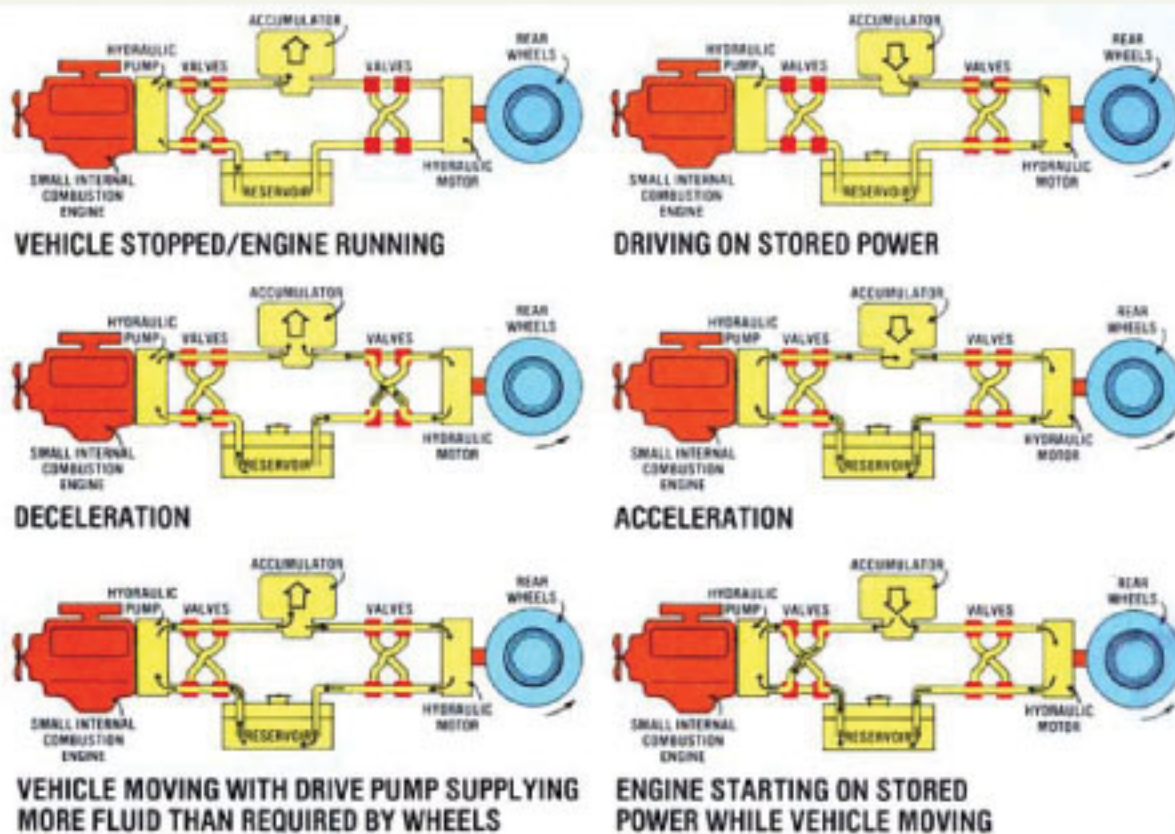 ACCUMULATOR
HYDRAULIC
PUMP
VALVES
VALVES
REAR
WHEELS
SMALL INTERNAL
COMBUSTION
ENGINE
RESERVOIR
HYDRAULIC
MOTOR
VEHICLE STOPPED/ENGINE RUNNING
ACCUMULATOR
HYDRAULIC
PUMP
VALVES
VALVES
REAR
WHEELS
SMALL INTERNAL
COMBUSTION
ENGINE
RESERVOIR
HYDRAULIC
MOTOR
DRIVING ON STORED POWER
ACCUMULATOR
HYDRAULIC
PUMP
VALVES
VALVES
REAR
WHEELS
SMALL INTERNAL
COMBUSTION
ENGINE
RESERVOIR
HYDRAULIC
MOTOR
DECELERATION
ACCUMULATOR
HYDRAULIC
PUMP
VALVES
VALVES
REAR
WHEELS
SMALL INTERNAL
COMBUSTION
ENGINE
RESERVOIR
HYDRAULIC
MOTOR
ACCELERATION
ACCUMULATOR
HYDRAULIC
PUMP
VALVES
VALVES
REAR
WHEELS
SMALL INTERNAL
COMBUSTION
ENGINE
RESERVOIR
HYDRAULIC
MOTOR
VEHICLE MOVING WITH DRIVE PUMP SUPPLYING
MORE FLUID THAN REQUIRED BY WHEELS
ACCUMULATOR
HYDRAULIC
PUMP
VALVES
VALVES
REAR
WHEELS
SMALL INTERNAL
COMBUSTION
ENGINE
RESERVOIR
HYDRAULIC
MOTOR
ENGINE STARTING ON STORED
POWER WHILE VEHICLE MOVING